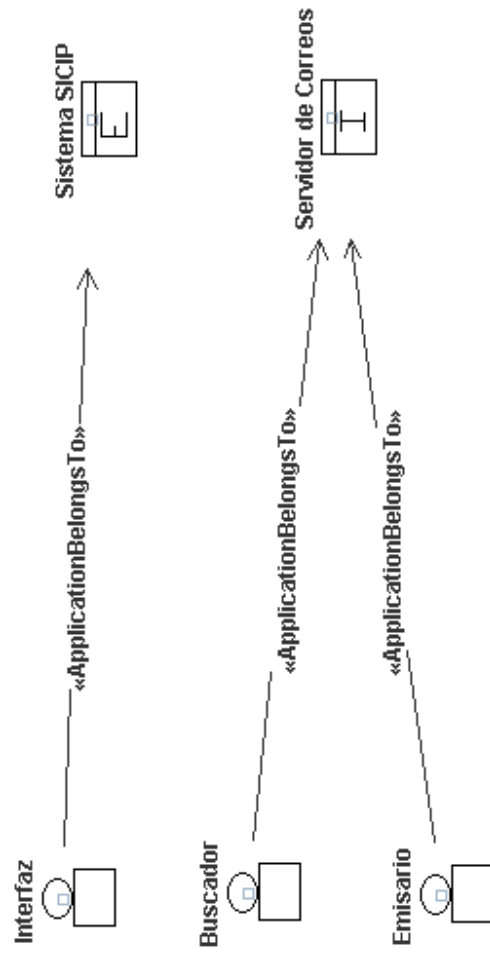 Interfaz
«ApplicationBelongsTo»
Sistema SICIP
E
Buscador
«ApplicationBelongsTo»
Servidor de Correos
I
Emisario
«ApplicationBelongsTo»